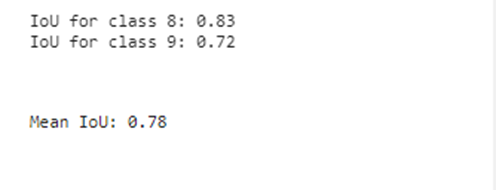 IoU for class 8: 0.83
IoU for class 9: 0.72
Mean IoU: 0.78